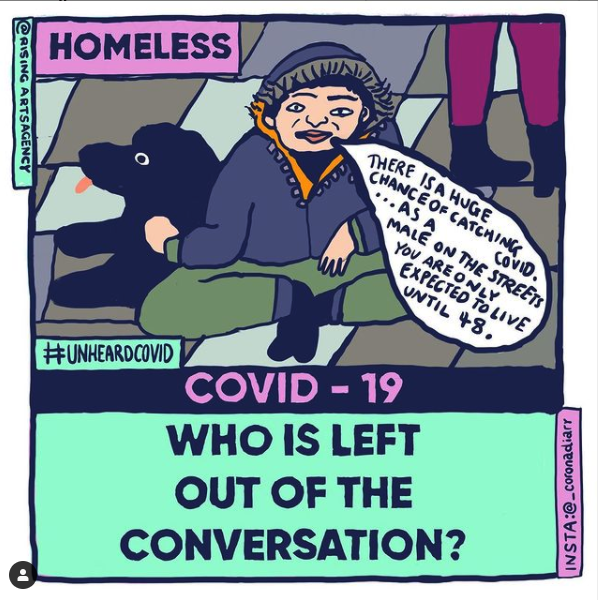 @RISING ARTSAGENCY
HOMELESS
THERE IS A HUGE
CHANCE OF CATCHING
COVID.
...AS A
MALE ON THE STREETS
YOU ARE ONLY
EXPECTED TO LIVE
UNTIL 48.
#UNHEARDCOVID
COVID - 19
WHO IS LEFT
OUT OF THE
CONVERSATION?
INSTA:@_coronadiary